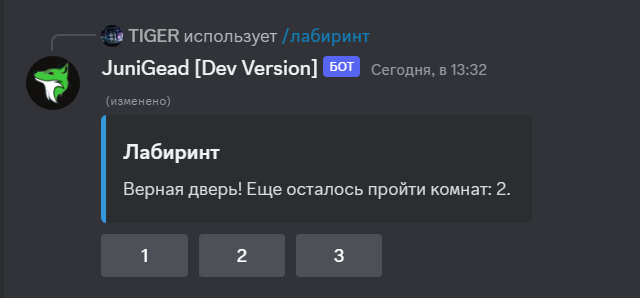 TIGER использует /лабиринт
JuniGead [Dev Version] БОТ Сегодня, в 13:32
(изменено)
Лабиринт
Верная дверь! Еще осталось пройти комнат: 2.
1 2 3